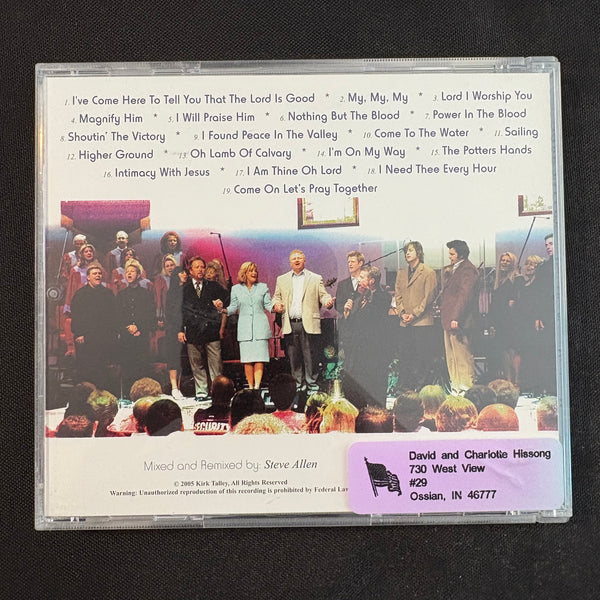 1. I've Come Here To Tell You That The Lord Is Good * 2. My, My, My * 3. Lord I Worship You
4. Magnify Him * 5. I Will Praise Him * 6. Nothing But The Blood * 7. Power In The Blood
8. Shoutin' The Victory * 9. I Found Peace In The Valley * 10. Come To The Water * 11. Sailing
12. Higher Ground * 13. Oh Lamb Of Calvary * 14. I'm On My Way * 15. The Potters Hands
16. Intimacy With Jesus * 17. I Am Thine Oh Lord * 18. I Need Thee Every Hour
19. Come On Let's Pray Together
SECURITY
Mixed and Remixed by: Steve Allen
© 2005 Kirk Talley, All Rights Reserved
Warning: Unauthorized reproduction of this recording is prohibited by Federal Law
David and Charlotte Hissong
730 West View
#29
Ossian, IN 46777